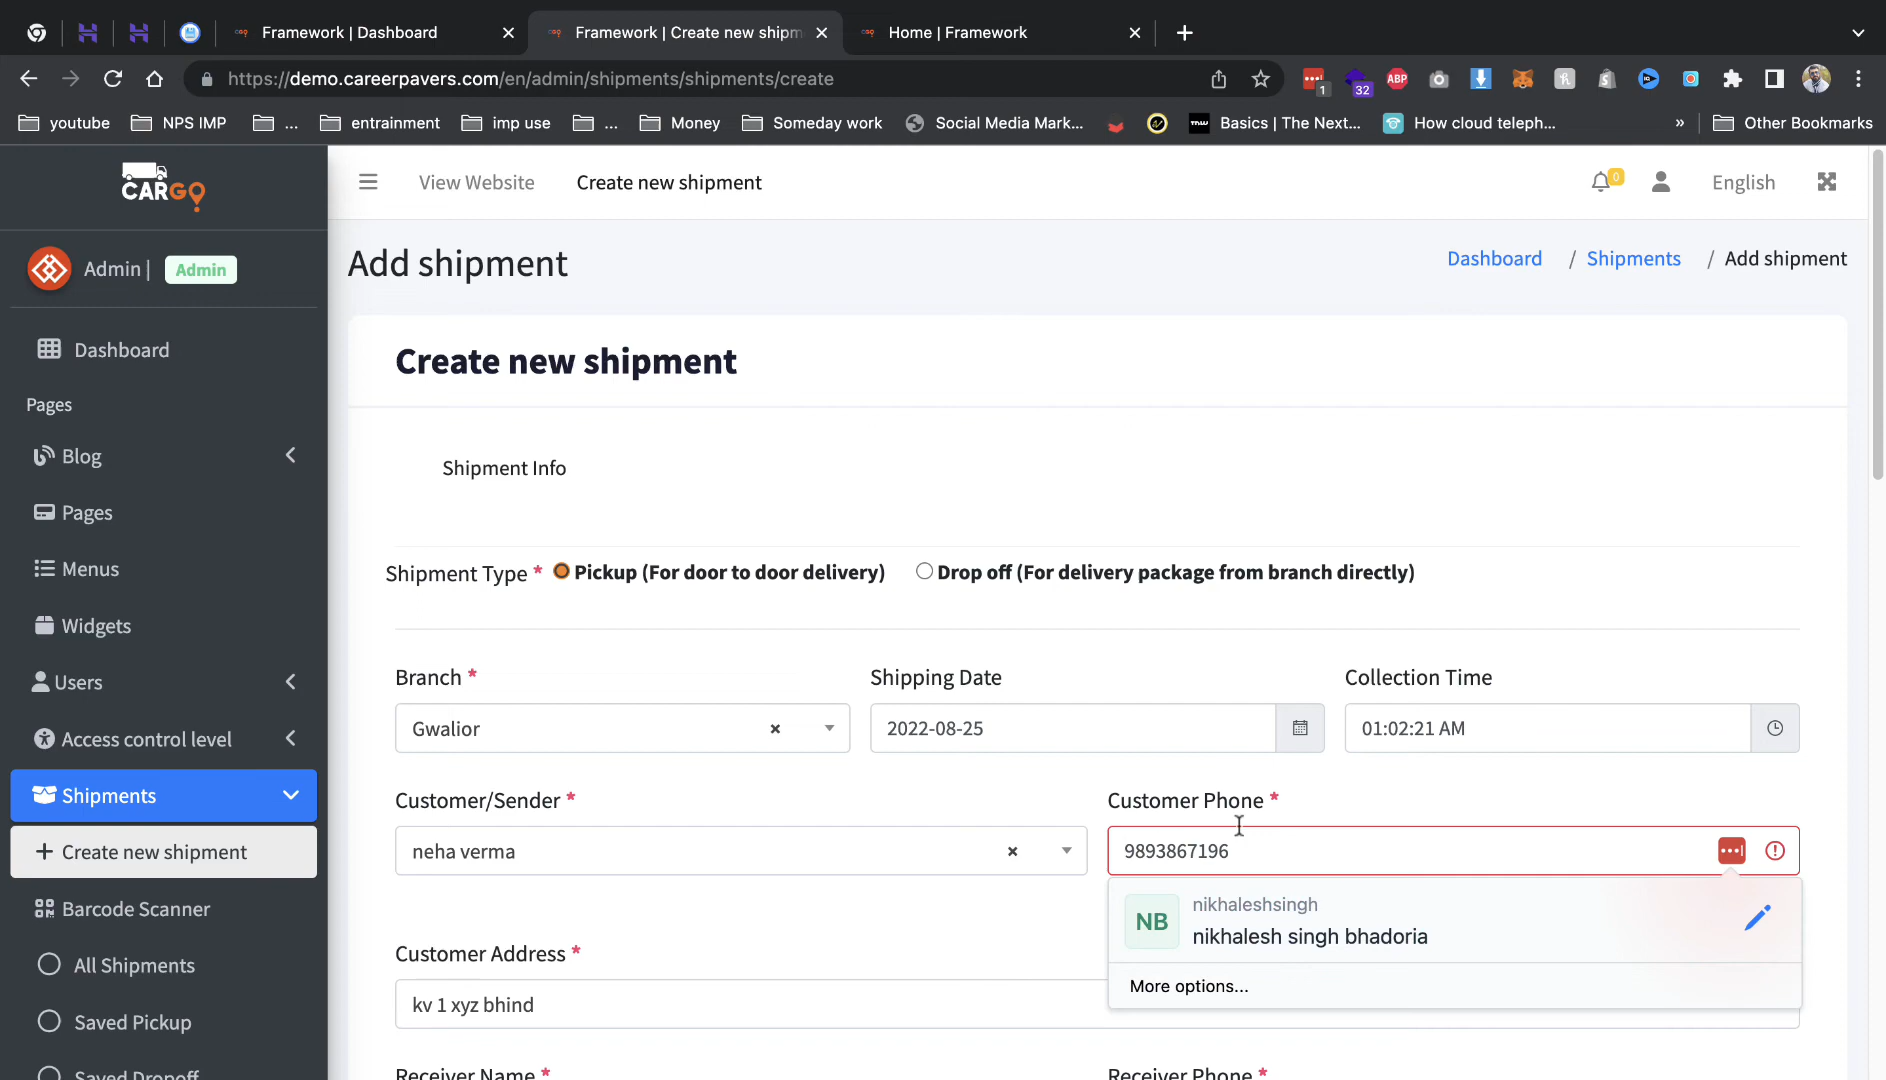 Framework | Dashboard
Framework | Create new shipm
Home | Framework
https://demo.careerpavers.com/en/admin/shipments/shipments/create
1
32
ABP
youtube
NPS IMP
...
entrainment
imp use
...
Money
Someday work
Social Media Mark...
TNW
Basics | The Next...
How cloud teleph...
»
Other Bookmarks
CARGO
View Website
Create new shipment
0
English
Admin |
Admin
Add shipment
Dashboard / Shipments / Add shipment
Dashboard
Pages
Blog
Pages
Menus
Widgets
Users
Access control level
Shipments
Create new shipment
Barcode Scanner
All Shipments
Saved Pickup
Saved Dropoff
Create new shipment
Shipment Info
Shipment Type * Pickup (For door to door delivery) Drop off (For delivery package from branch directly)
Branch *
Shipping Date
Collection Time
Gwalior
2022-08-25
01:02:21 AM
Customer/Sender *
Customer Phone *
neha verma
9893867196
NB
nikhaleshsingh
nikhalesh singh bhadoria
More options...
Customer Address *
kv 1 xyz bhind
Receiver Name *
Receiver Phone *